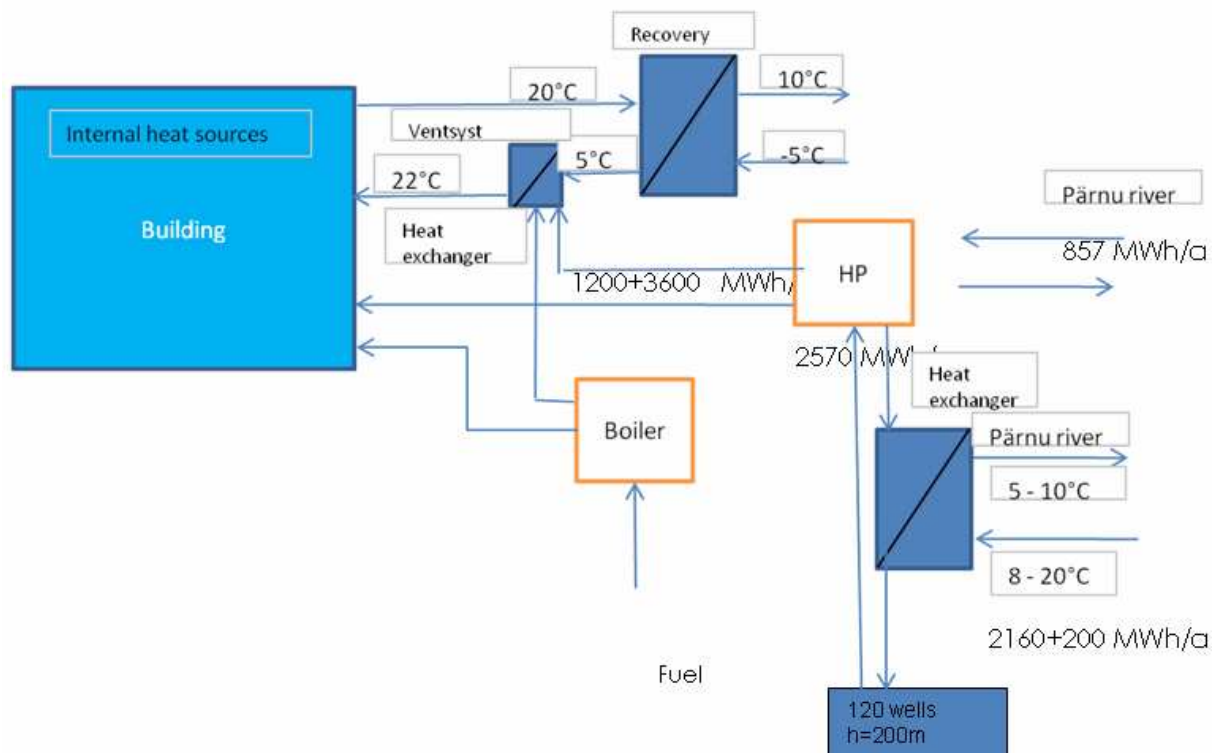 Recovery
20°C
10°C
Internal heat sources
Ventsyst
5°C
-5°C
22°C
Pärnu river
Building
Heat
exchanger
857 MWh/a
1200+3600 MWh/
HP
2570 MWh/
Heat
exchanger
Boiler
Pärnu river
5 - 10°C
8 - 20°C
2160+200 MWh/a
Fuel
120 wells
h=200m